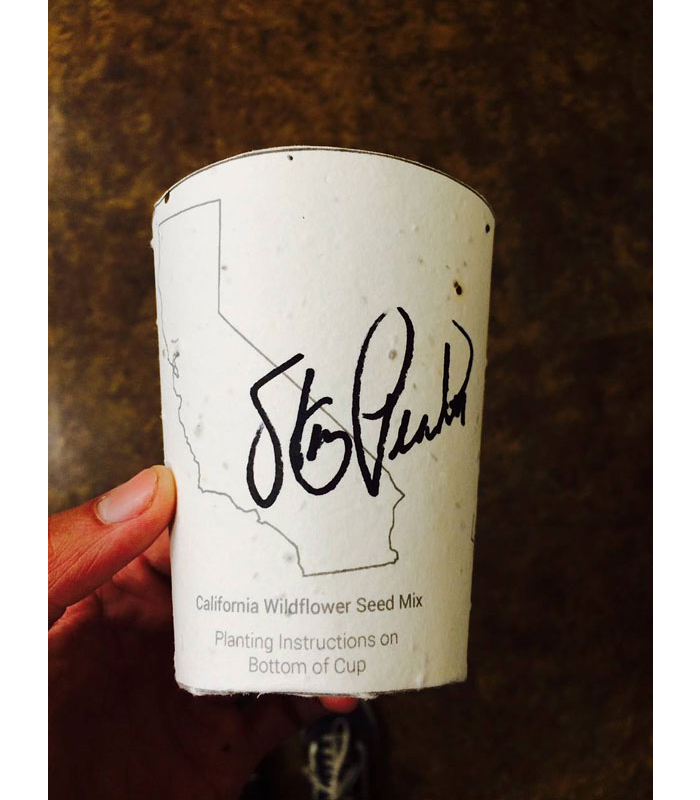 California Wildflower Seed Mix
Planting Instructions on
Bottom of Cup